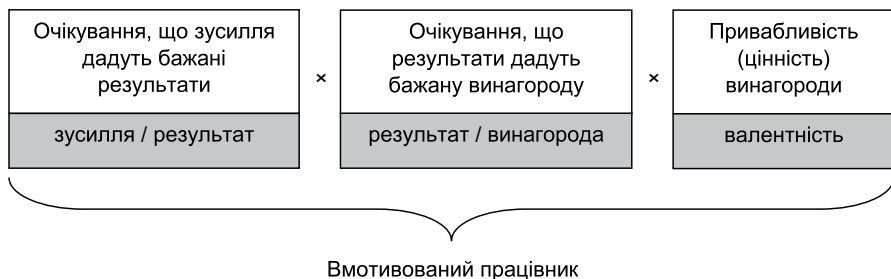 Очікування, що зусилля
дадуть бажані
результати
зусилля / результат
×
Очікування, що
результати дадуть
бажану винагороду
результат / винагорода
×
Привабливість
(цінність)
винагороди
валентність
Вмотивований працівник